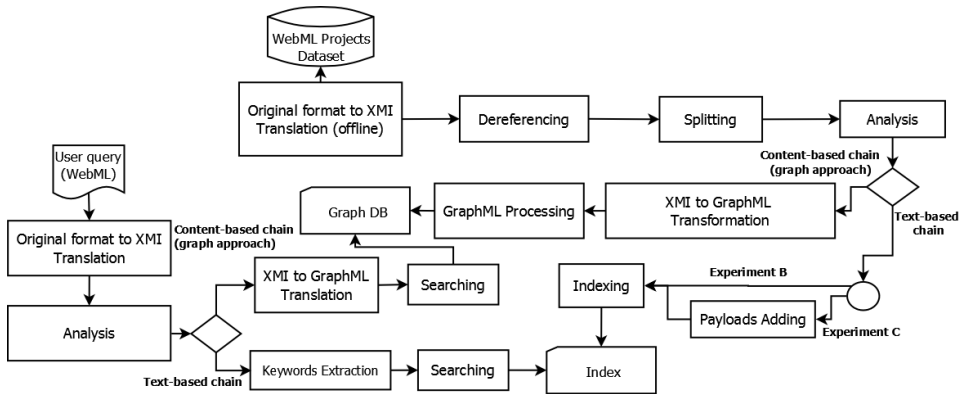 WebML Projects
Dataset
Original format to XMI
Translation (offline)
Dereferencing
Splitting
Analysis
Content-based chain
(graph approach)
Text-based
chain
User query
(WebML)
Graph DB
GraphML Processing
XMI to GraphML
Transformation
Original format to XMI
Translation
Content-based chain
(graph approach)
XMI to GraphML
Translation
Searching
Indexing
Experiment B
Payloads Adding
Experiment C
Analysis
Text-based chain
Keywords Extraction
Searching
Index